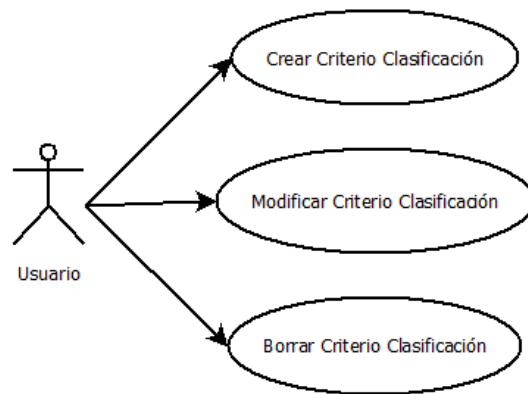 Crear Criterio Clasificación
Modificar Criterio Clasificación
Usuario
Borrar Criterio Clasificación